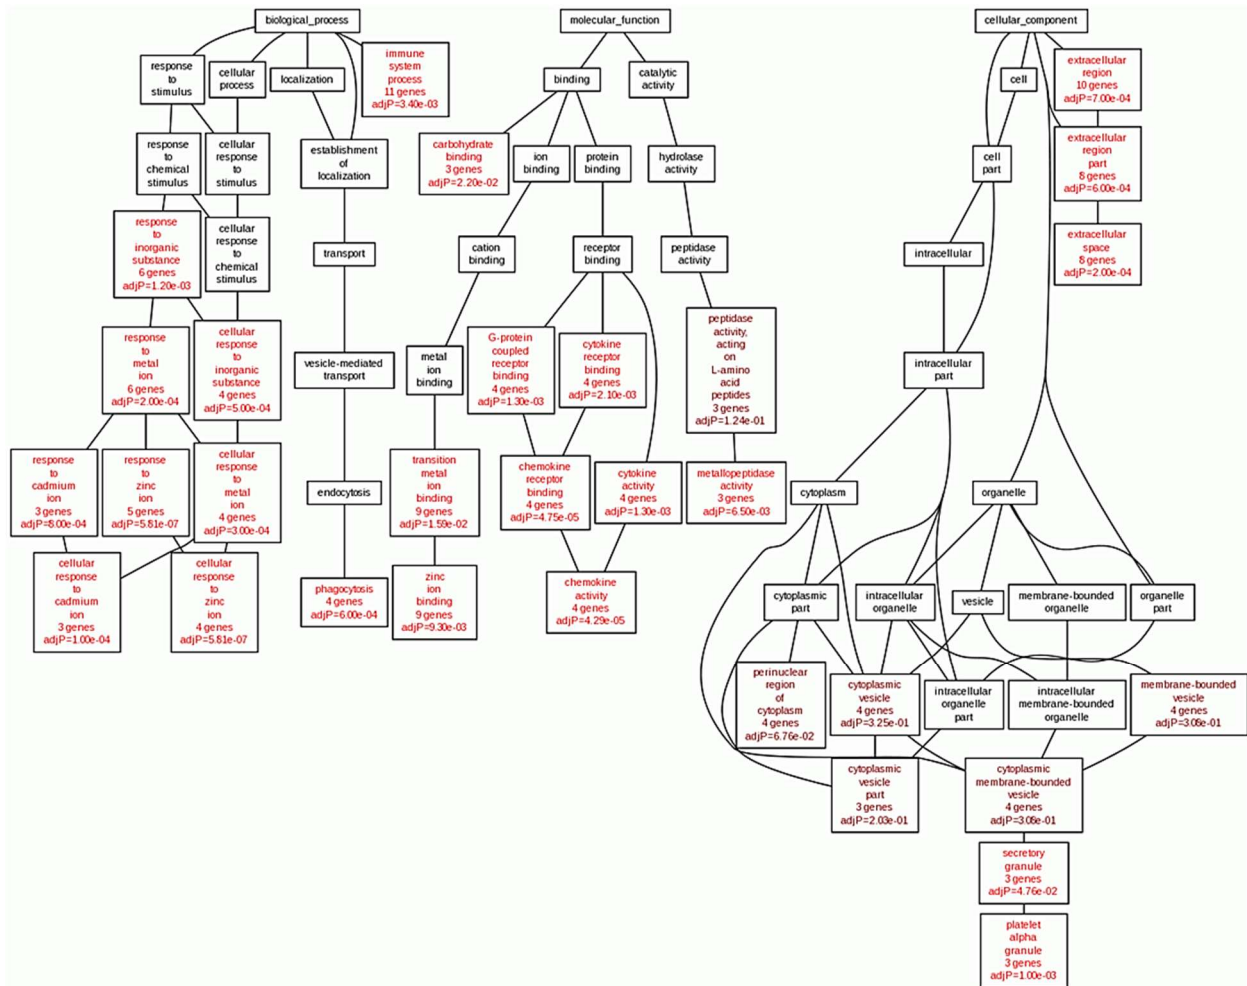 biological_process
molecular_function
cellular_component
response
to
stimulus
cellular
process
localization
immune
system
process
11 genes
adjP=3.40e-03
binding
catalytic
activity
cell
extracellular
region
10 genes
adjP=7.00e-04
response
to
chemical
stimulus
cellular
response
to
stimulus
establishment
of
localization
carbohydrate
binding
3 genes
adjP=2.20e-02
ion
binding
protein
binding
hydrolase
activity
cell
part
extracellular
region
part
8 genes
adjP=6.00e-04
response
to
inorganic
substance
6 genes
adjP=1.20e-03
cellular
response
to
chemical
stimulus
transport
cation
binding
receptor
binding
peptidase
activity
intracellular
extracellular
space
8 genes
adjP=2.00e-04
response
to
metal
ion
6 genes
adjP=2.00e-04
cellular
response
to
inorganic
substance
4 genes
adjP=5.00e-04
vesicle-mediated
transport
metal
ion
binding
G-protein
coupled
receptor
binding
4 genes
adjP=1.30e-03
cytokine
receptor
binding
4 genes
adjP=2.10e-03
peptidase
activity,
acting
on
L-amino
acid
peptides
3 genes
adjP=1.24e-01
intracellular
part
response
to
cadmium
ion
3 genes
adjP=8.00e-04
response
to
zinc
ion
5 genes
adjP=5.81e-07
cellular
response
to
metal
ion
4 genes
adjP=3.00e-04
endocytosis
transition
metal
ion
binding
9 genes
adjP=1.59e-02
chemokine
receptor
binding
4 genes
adjP=4.75e-05
cytokine
activity
4 genes
adjP=1.30e-03
metallopeptidase
activity
3 genes
adjP=6.50e-03
cytoplasm
organelle
cellular
response
to
cadmium
ion
3 genes
adjP=1.00e-04
cellular
response
to
zinc
ion
4 genes
adjP=5.81e-07
phagocytosis
4 genes
adjP=6.00e-04
zinc
ion
binding
9 genes
adjP=9.30e-03
chemokine
activity
4 genes
adjP=4.29e-05
cytoplasmic
part
intracellular
organelle
vesicle
membrane-bounded
organelle
organelle
part
perinuclear
region
of
cytoplasm
4 genes
adjP=6.76e-02
cytoplasmic
vesicle
4 genes
adjP=3.25e-01
intracellular
organelle
part
intracellular
membrane-bounded
organelle
membrane-bounded
vesicle
4 genes
adjP=3.08e-01
cytoplasmic
vesicle
part
3 genes
adjP=2.03e-01
cytoplasmic
membrane-bounded
vesicle
4 genes
adjP=3.08e-01
secretory
granule
3 genes
adjP=4.76e-02
platelet
alpha
granule
3 genes
adjP=1.00e-03